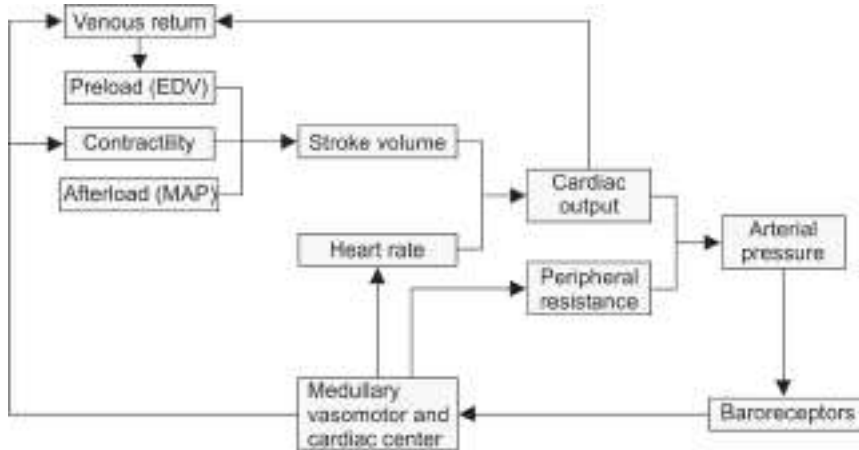 Venous return
Preload (EDV)
Contractility
Afterload (MAP)
Stroke volume
Heart rate
Cardiac
output
Peripheral
resistance
Arterial
pressure
Medullary
vasomotor and
cardiac center
Baroreceptors